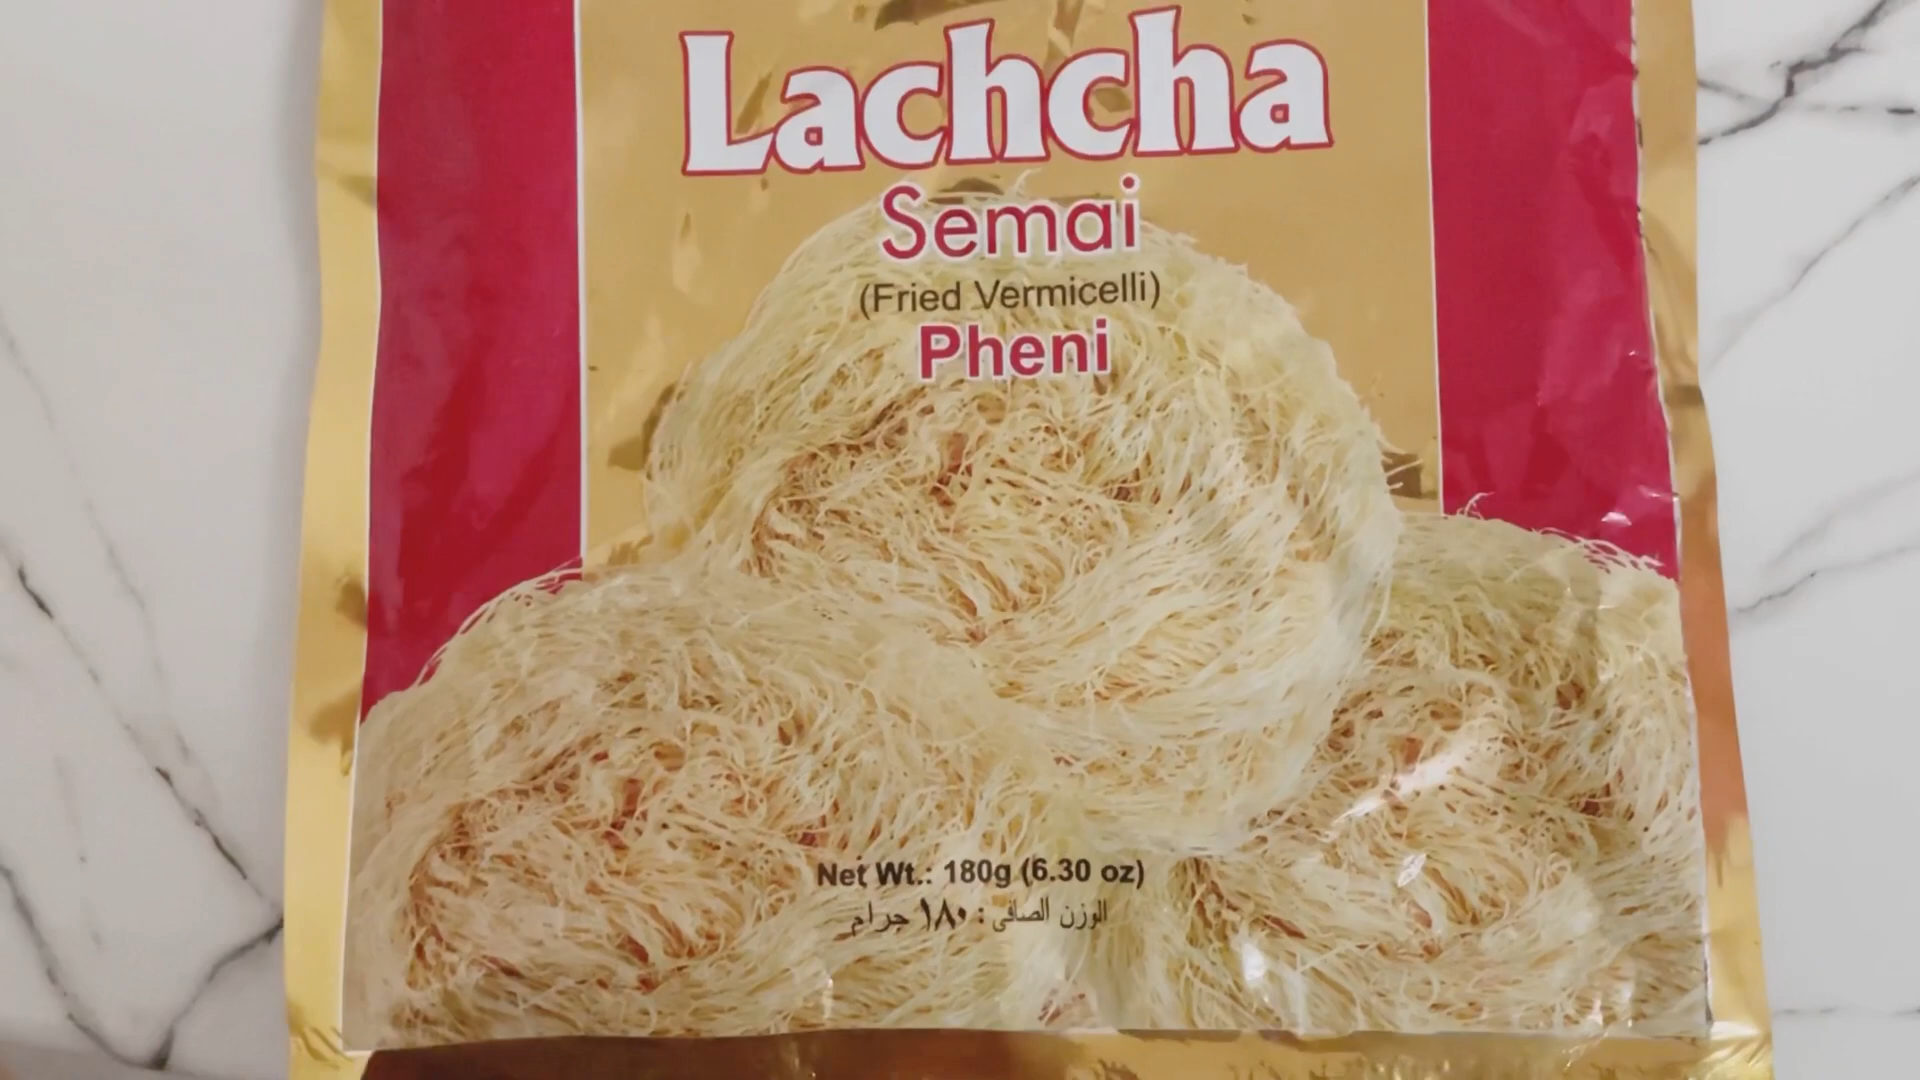 Lachcha
Semai
(Fried Vermicelli)
Pheni
Net Wt.: 180g (6.30 oz)
الوزن الصافى : ١٨٠ جرام